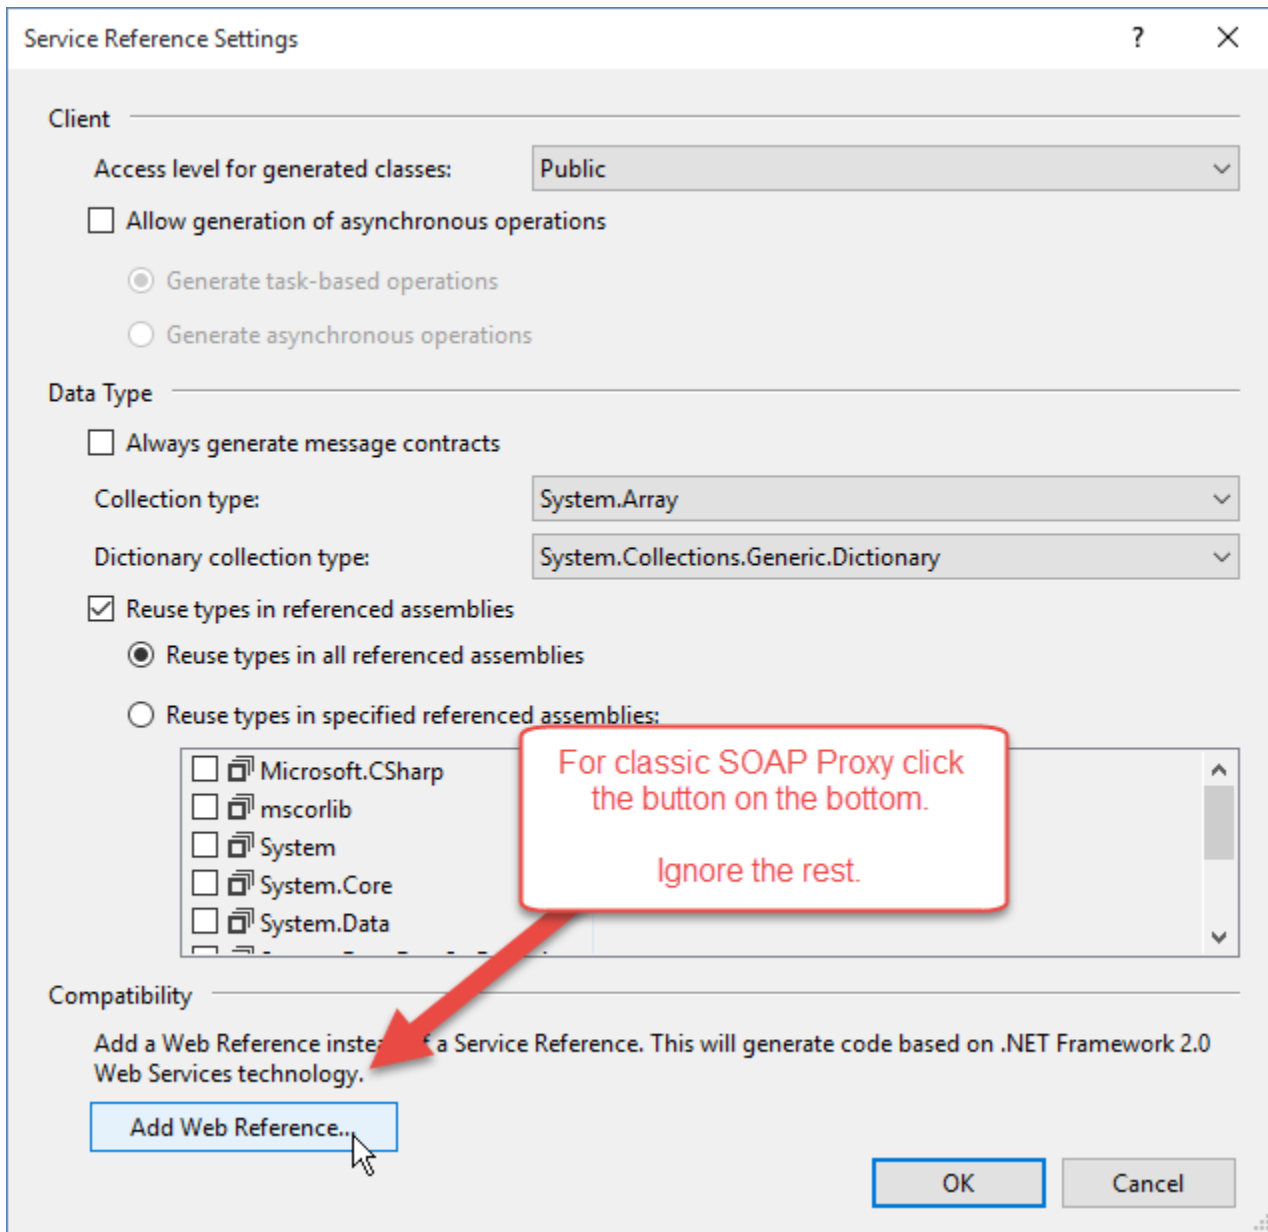 Service Reference Settings
?
Client
Access level for generated classes:
Public
Allow generation of asynchronous operations
Generate task-based operations
Generate asynchronous operations
Data Type
Always generate message contracts
Collection type:
System.Array
Dictionary collection type:
System.Collections.Generic.Dictionary
Reuse types in referenced assemblies
Reuse types in all referenced assemblies
Reuse types in specified referenced assemblies:
Microsoft.CSharp
mscorlib
System
System.Core
System.Data
For classic SOAP Proxy click
the button on the bottom.
Ignore the rest.
Compatibility
Add a Web Reference instead of a Service Reference. This will generate code based on .NET Framework 2.0
Web Services technology.
Add Web Reference...
OK
Cancel